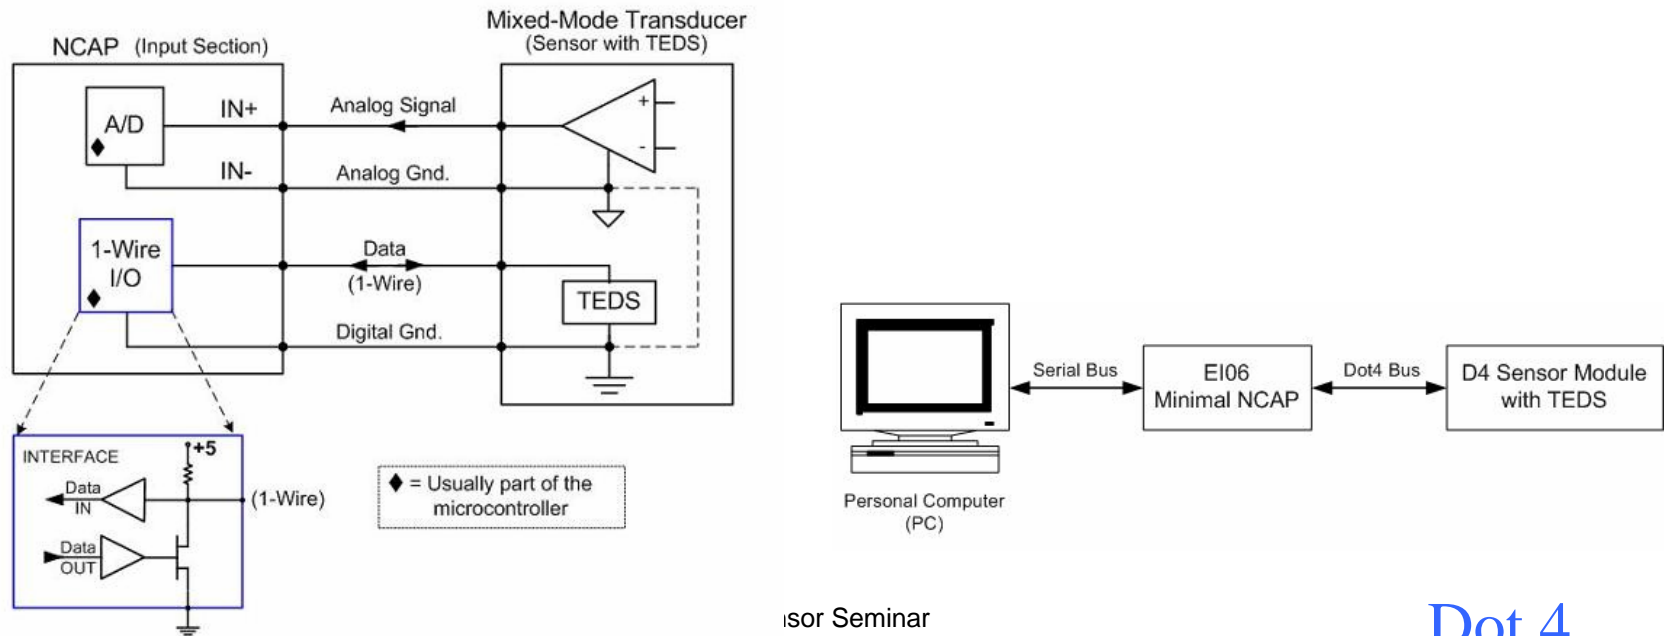 Mixed-Mode Transducer
(Sensor with TEDS)
NCAP (Input Section)
A/D
IN+
Analog Signal
+
-
IN-
Analog Gnd.
1-Wire
I/O
Data
(1-Wire)
TEDS
Digital Gnd.
INTERFACE
+5
Data
IN
(1-Wire)
Data
OUT
♦ = Usually part of the
microcontroller
Serial Bus
EI06
Minimal NCAP
Dot4 Bus
D4 Sensor Module
with TEDS
Personal Computer
(PC)
Seminar
Dot 4